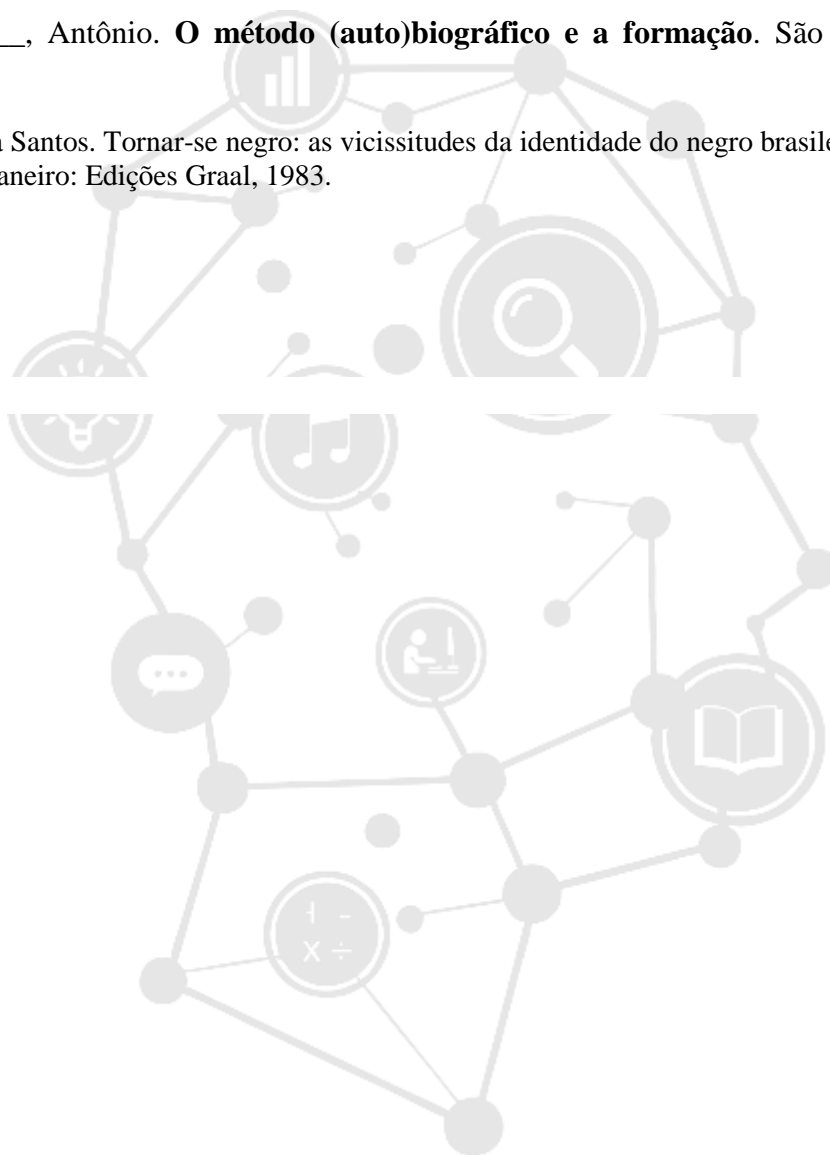 __, Antônio. O método (auto)biográfico e a formação. São
Santos. Tornar-se negro: as vicissitudes da identidade do negro
aneiro: Edições Graal, 1983.